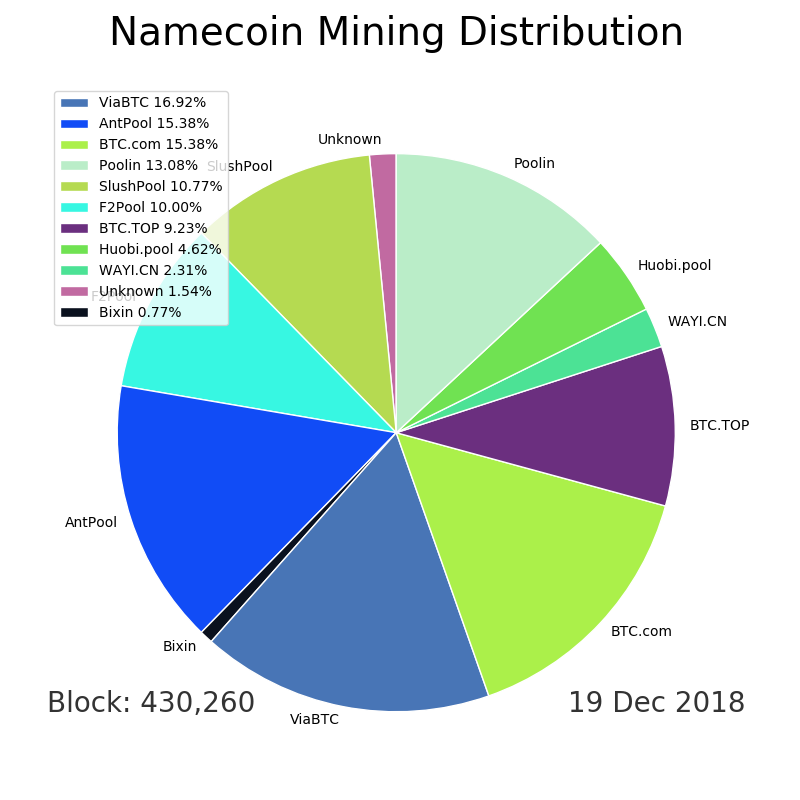 Namecoin Mining Distribution
ViaBTC 16.92%
AntPool 15.38%
BTC.com 15.38%
Poolin 13.08%
SlushPool 10.77%
F2Pool 10.00%
BTC.TOP 9.23%
Huobi.pool 4.62%
WAYI.CN 2.31%
Unknown 1.54%
Bixin 0.77%
Unknown
Poolin
SlushPool
Huobi.pool
F2Pool
WAYI.CN
BTC.TOP
AntPool
BTC.com
Bixin
ViaBTC
Block: 430,260
19 Dec 2018